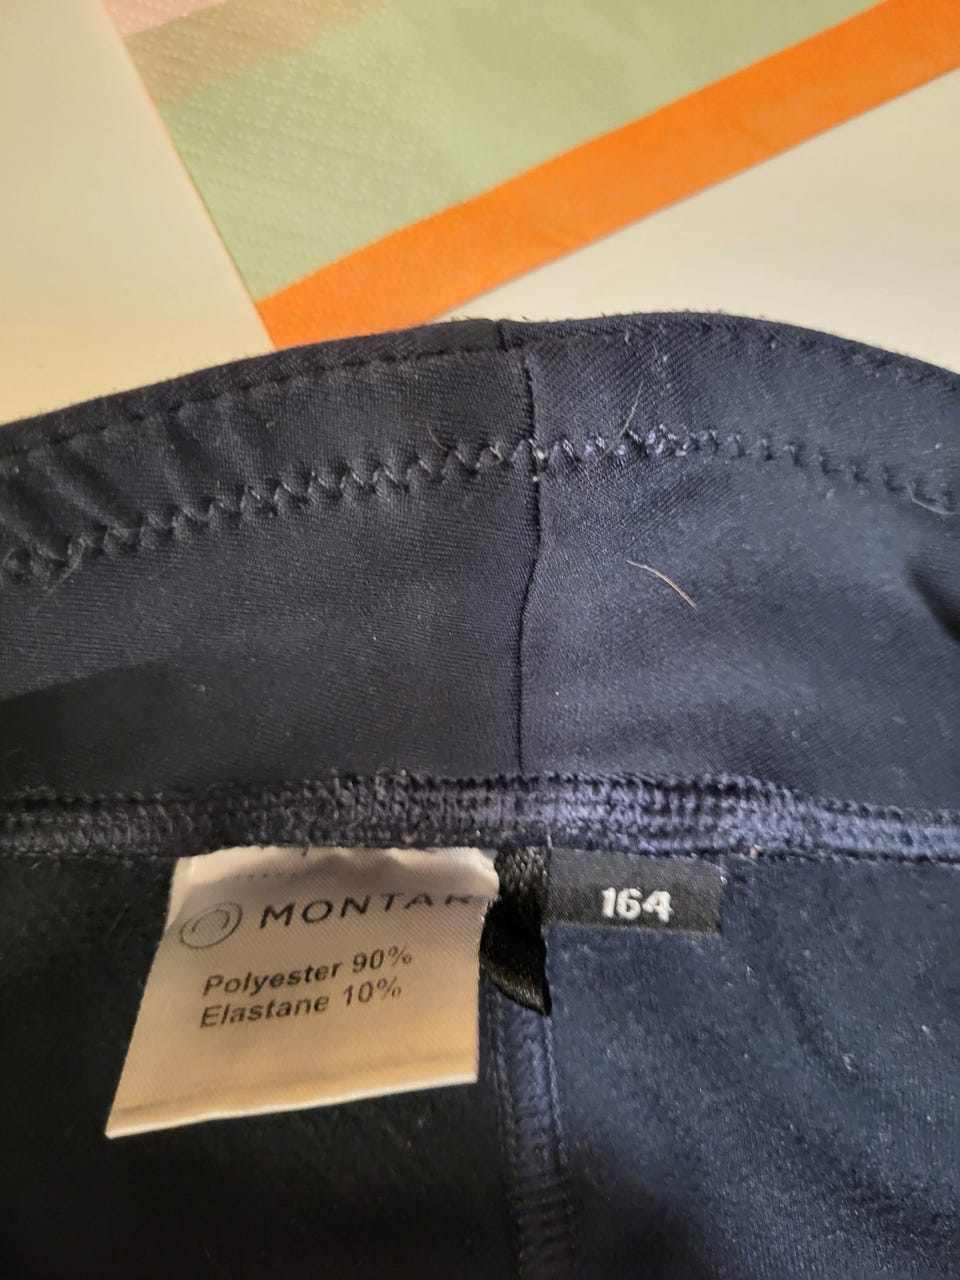 MONTAR
164
Polyester 90%
Elastane 10%